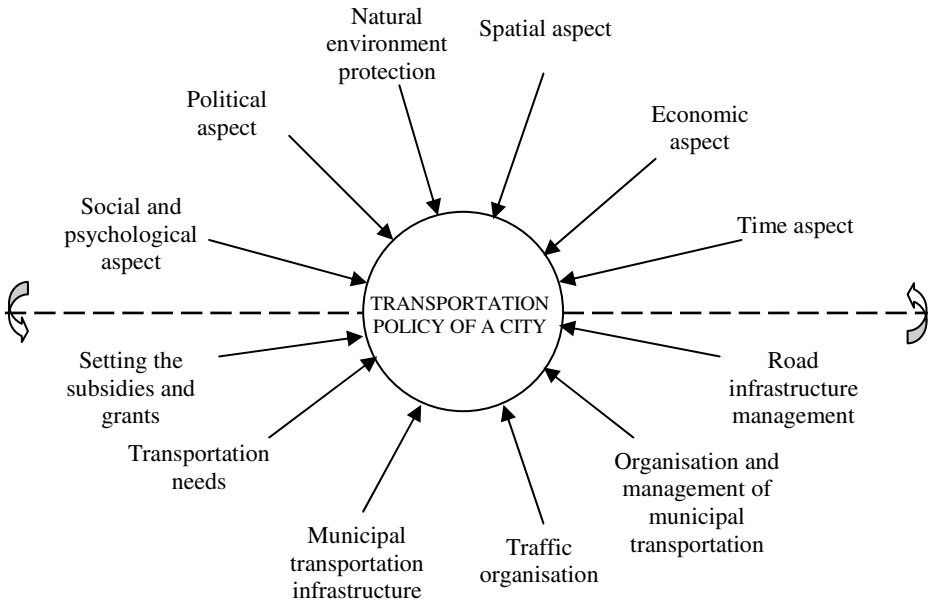 Natural
environment
protection
Spatial aspect
Political
aspect
Economic
aspect
Social and
psychological
aspect
Time aspect
TRANSPORTATION
POLICY OF A CITY
Setting the
subsidies and
grants
Road
infrastructure
management
Transportation
needs
Organisation and
management of
municipal
transportation
Municipal
transportation
infrastructure
Traffic
organisation